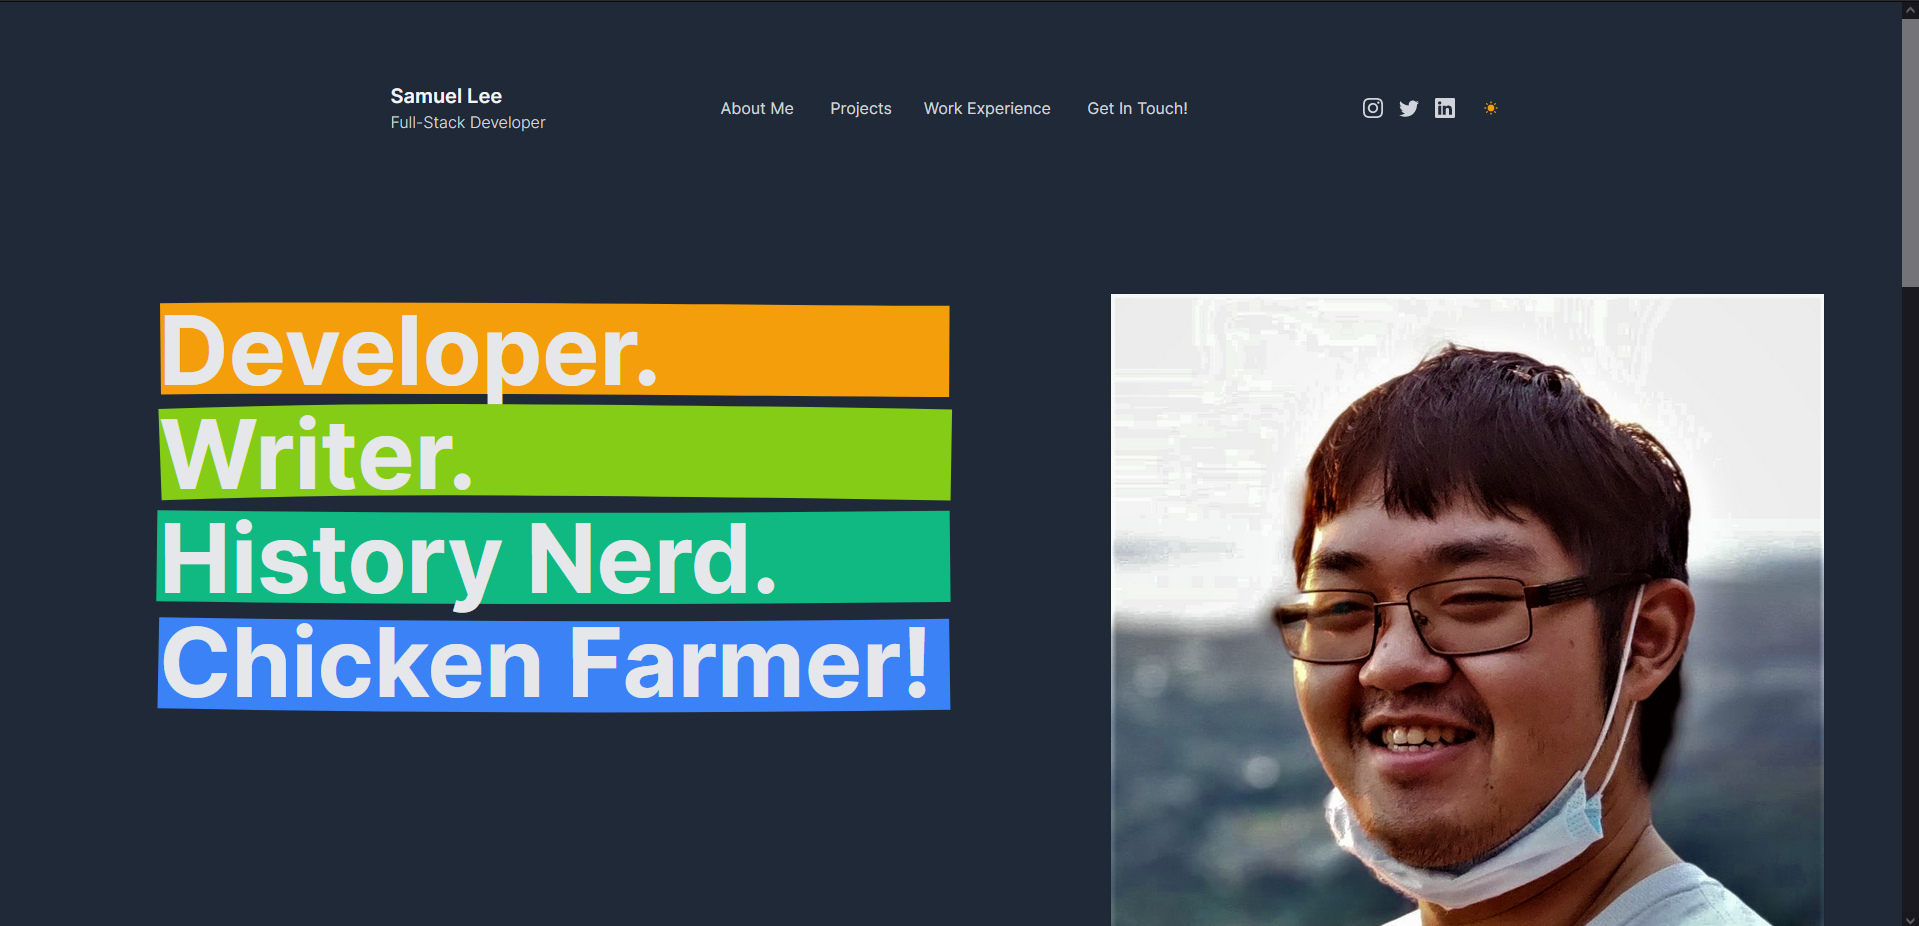 Samuel Lee
Full-Stack Developer
About Me
Projects
Work Experience
Get In Touch!
Developer.
Writer.
History Nerd.
Chicken Farmer!